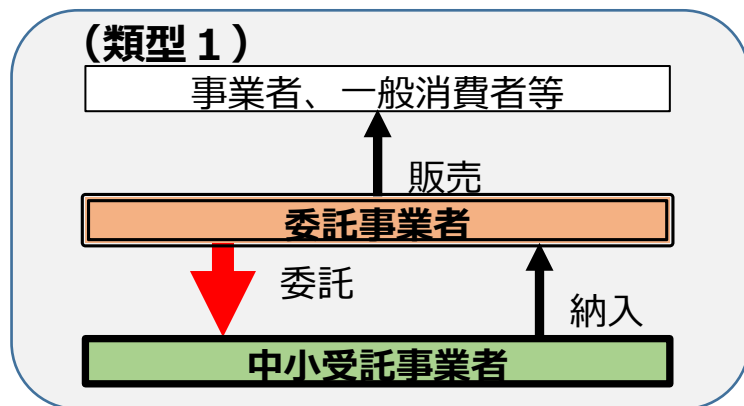 （類型１）
事業者、一般消費者等
販売
委託事業者
委託
納入
中小受託事業者